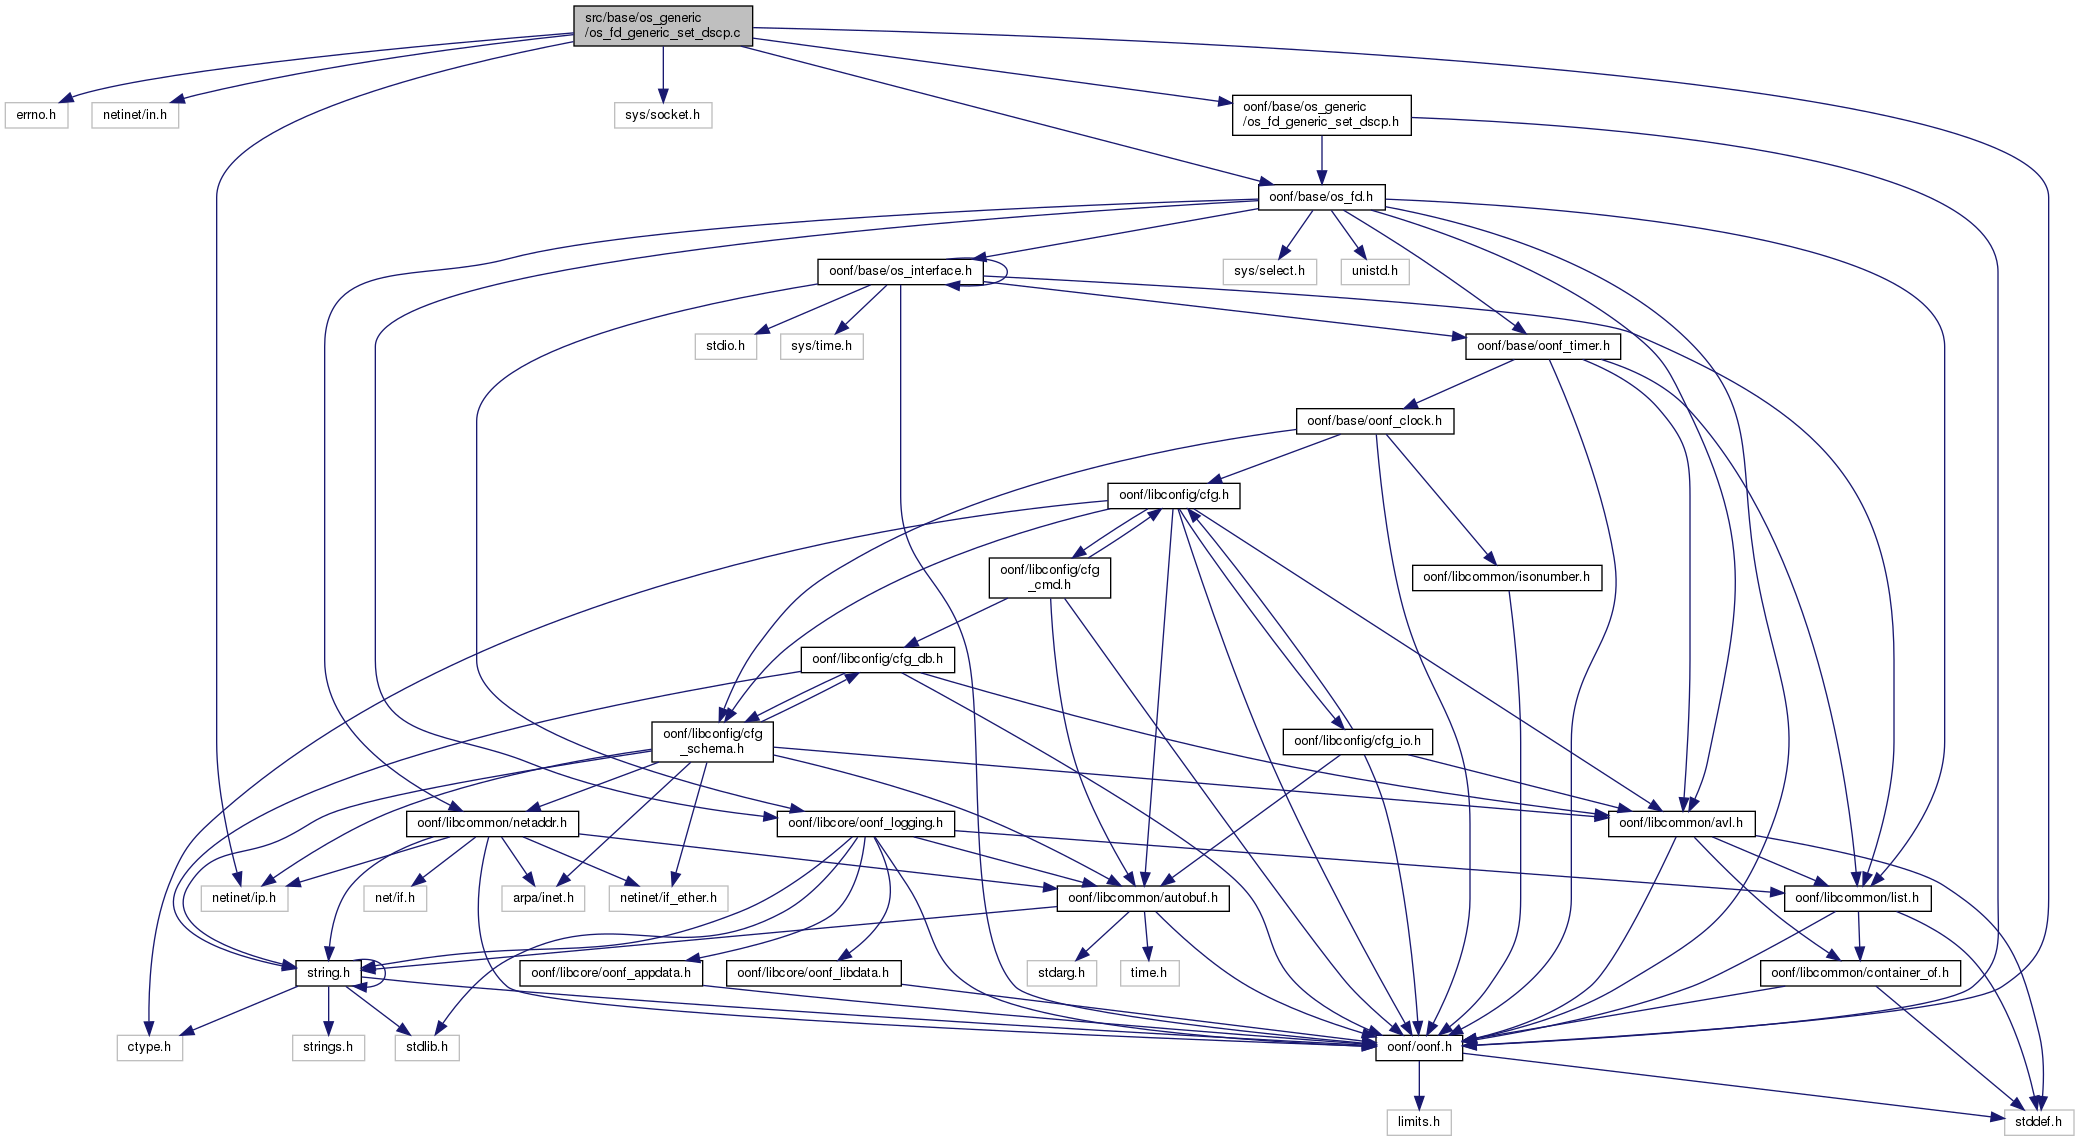 src/base/os_generic
/os_fd_generic_set_dscp.c
errno.h
netinet/in.h
sys/socket.h
oonf/base/os_generic
/os_fd_generic_set_dscp.h
oonf/base/os_fd.h
oonf/base/os_interface.h
sys/select.h
unistd.h
stdio.h
sys/time.h
oonf/base/oonf_timer.h
oonf/base/oonf_clock.h
oonf/libconfig/cfg.h
oonf/libconfig/cfg
_cmd.h
oonf/libcommon/isonumber.h
oonf/libconfig/cfg_db.h
oonf/libconfig/cfg
_schema.h
oonf/libconfig/cfg_io.h
oonf/libcommon/netaddr.h
oonf/libcore/oonf_logging.h
oonf/libcommon/avl.h
netinet/ip.h
net/if.h
arpa/inet.h
netinet/if_ether.h
oonf/libcommon/autobuf.h
oonf/libcommon/list.h
string.h
oonf/libcore/oonf_appdata.h
oonf/libcore/oonf_libdata.h
stdarg.h
time.h
oonf/libcommon/container_of.h
ctype.h
strings.h
stdlib.h
oonf/oonf.h
limits.h
stddef.h